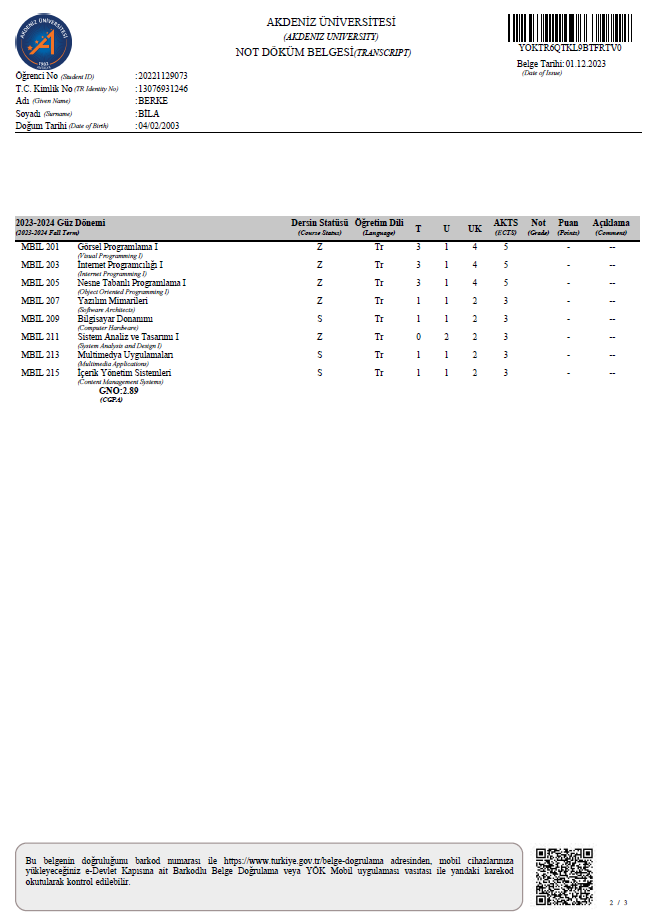 AKDENİZ ÜNİVERSİTESİ
1982
AKDENİZ ÜNİVERSİTESİ
(AKDENIZ UNIVERSITY)
NOT DÖKÜM BELGESİ(TRANSCRIPT)
YOKTR6QTKL9BTFRTV0
Belge Tarihi: 01.12.2023
(Date of Issue)
Öğrenci No (Student ID) :20221129073
T.C. Kimlik No (TR Identity No) :13076931246
Adı (Given Name) :BERKE
Soyadı (Surname) :BİLA
Doğum Tarihi (Date of Birth) :04/02/2003
2023-2024 Güz Dönemi Dersin Statüsü Öğretim Dili T U UK AKTS Not Puan Açıklama
(2023-2024 Fall Term) (Course Status) (Language) (ECTS) (Grade) (Points) (Comment)
MBIL 201 Görsel Programlama I Z Tr 3 1 4 5 - --
(Visual Programming I)
MBIL 203 İnternet Programcılığı I Z Tr 3 1 4 5 - --
(Internet Programming I)
MBIL 205 Nesne Tabanlı Programlama I Z Tr 3 1 4 5 - --
(Object Oriented Programming I)
MBIL 207 Yazılım Mimarileri Z Tr 1 1 2 3 - --
(Software Architects)
MBIL 209 Bilgisayar Donanımı S Tr 1 1 2 3 - --
(Computer Hardware)
MBIL 211 Sistem Analiz ve Tasarımı I Z Tr 0 2 2 3 - --
(System Analysis and Design I)
MBIL 213 Multimedya Uygulamaları S Tr 1 1 2 3 - --
(Multimedia Applications)
MBIL 215 İçerik Yönetim Sistemleri S Tr 1 1 2 3 - --
(Content Management Systems)
GNO:2.89
(CGPA)
Bu belgenin doğruluğunu barkod numarası ile https://www.turkiye.gov.tr/belge-dogrulama adresinden, mobil cihazlarınıza
yükleyeceğiniz e-Devlet Kapısına ait Barkodlu Belge Doğrulama veya YÖK Mobil uygulaması vasıtası ile yandaki karekod
okutularak kontrol edilebilir.
2 / 3